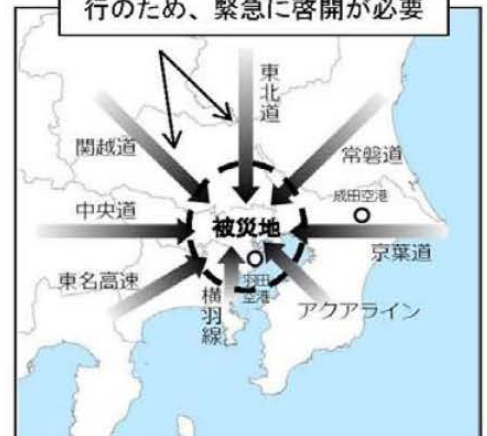 行のため、緊急に啓開が必要
東北道
関越道
常磐道
成田空港
中央道
被災地
京葉道
羽田
空港
東名高速
横羽線
アクアライン